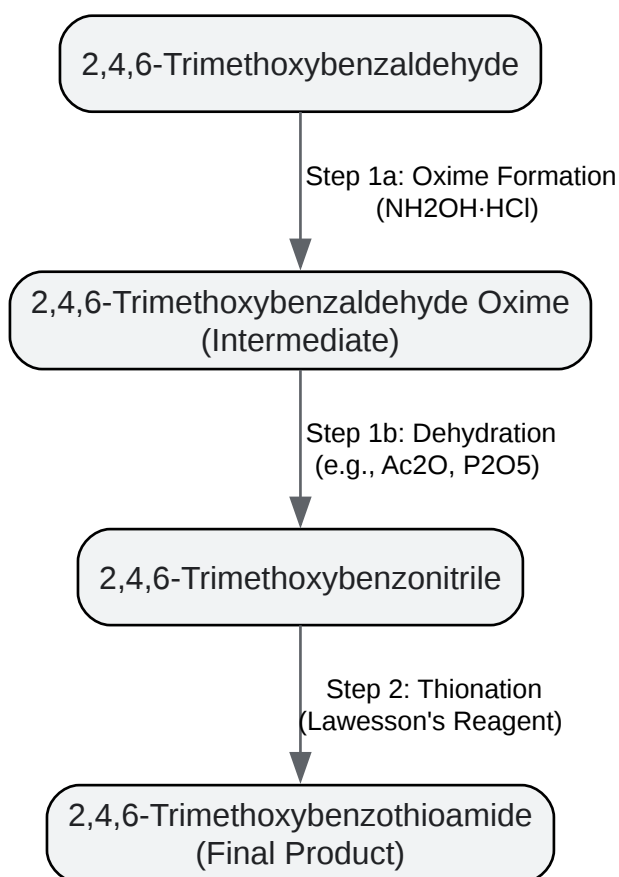 2,4,6-Trimethoxybenzaldehyde
Step 1a: Oxime Formation
(NH2OH·HCl)
2,4,6-Trimethoxybenzaldehyde Oxime
(Intermediate)
Step 1b: Dehydration
(e.g., Ac2O, P2O5)
2,4,6-Trimethoxybenzonitrile
Step 2: Thionation
(Lawesson's Reagent)
2,4,6-Trimethoxybenzothioamide
(Final Product)